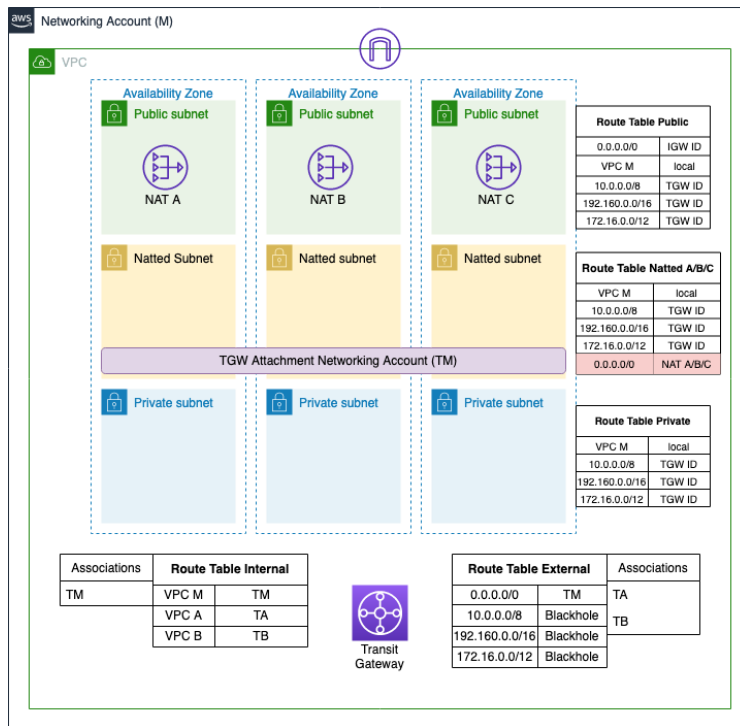 aws
Networking Account (M)
VPC
Availability Zone
Availability Zone
Availability Zone
Public subnet
Public subnet
Public subnet
NAT A
NAT B
NAT C
Route Table Public
0.0.0.0/0 IGW ID
VPC M local
10.0.0.0/8 TGW ID
192.160.0.0/16 TGW ID
172.16.0.0/12 TGW ID
Natted Subnet
Natted subnet
Natted subnet
Route Table Natted A/B/C
VPC M local
10.0.0.0/8 TGW ID
192.160.0.0/16 TGW ID
172.16.0.0/12 TGW ID
0.0.0.0/0 NAT A/B/C
TGW Attachment Networking Account (TM)
Private subnet
Private subnet
Private subnet
Route Table Private
VPC M local
10.0.0.0/8 TGW ID
192.160.0.0/16 TGW ID
172.16.0.0/12 TGW ID
Associations
TM
Route Table Internal
VPC M TM
VPC A TA
VPC B TB
Transit
Gateway
Route Table External
0.0.0.0/0 TM
10.0.0.0/8 Blackhole
192.160.0.0/16 Blackhole
172.16.0.0/12 Blackhole
Associations
TA
TB